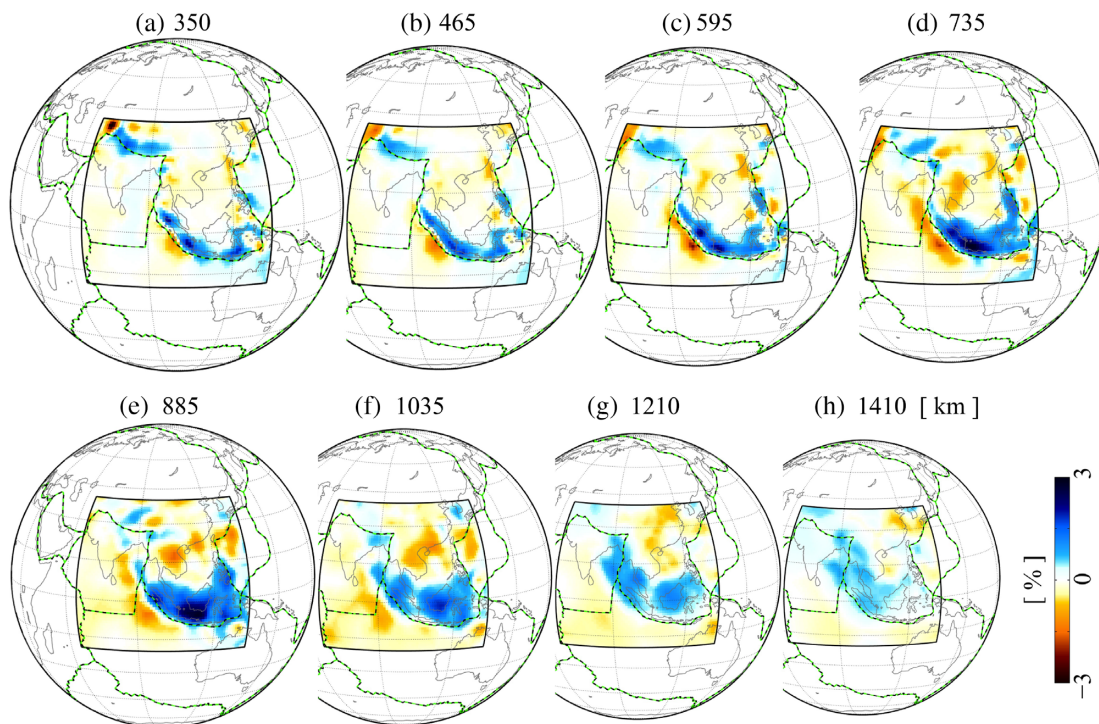 (a) 350
(b) 465
(c) 595
(d) 735
(e) 885
(f) 1035
(g) 1210
(h) 1410 [ km ]
3
0
−3
[ % ]